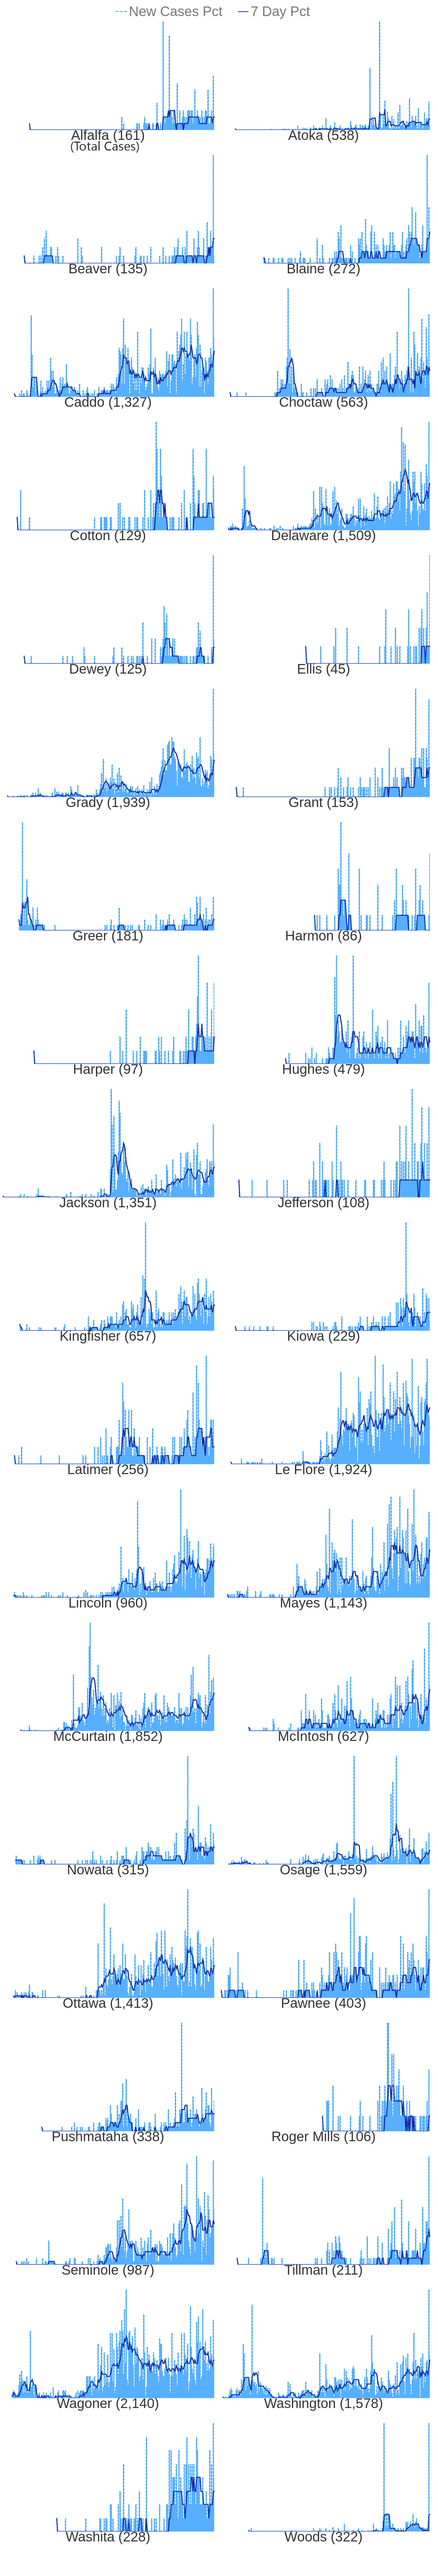 New Cases Pct 7 Day Pct
Alfalfa (161) Atoka (538)
(Total Cases)
Beaver (135) Blaine (272)
Caddo (1,327) Choctaw (563)
Cotton (129) Delaware (1,509)
Dewey (125) Ellis (45)
Grady (1,939) Grant (153)
Greer (181) Harmon (86)
Harper (97) Hughes (479)
Jackson (1,351) Jefferson (108)
Kingfisher (657) Kiowa (229)
Latimer (256) Le Flore (1,924)
Lincoln (960) Mayes (1,143)
McCurtain (1,852) McIntosh (627)
Nowata (315) Osage (1,559)
Ottawa (1,413) Pawnee (403)
Pushmataha (338) Roger Mills (106)
Seminole (987) Tillman (211)
Wagoner (2,140) Washington (1,578)
Washita (228) Woods (322)